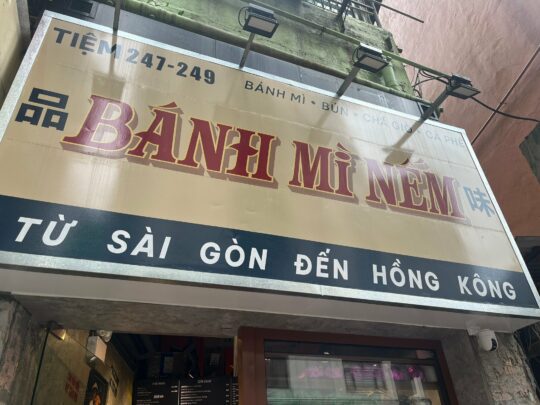 TIỆM 247-249
BÁNH MÌ • BÚN • CHẢ GIÒ • CÀ PHÊ
品 BÁNH MÌ NẾM 味
TỪ SÀI GÒN ĐẾN HỒNG KÔNG